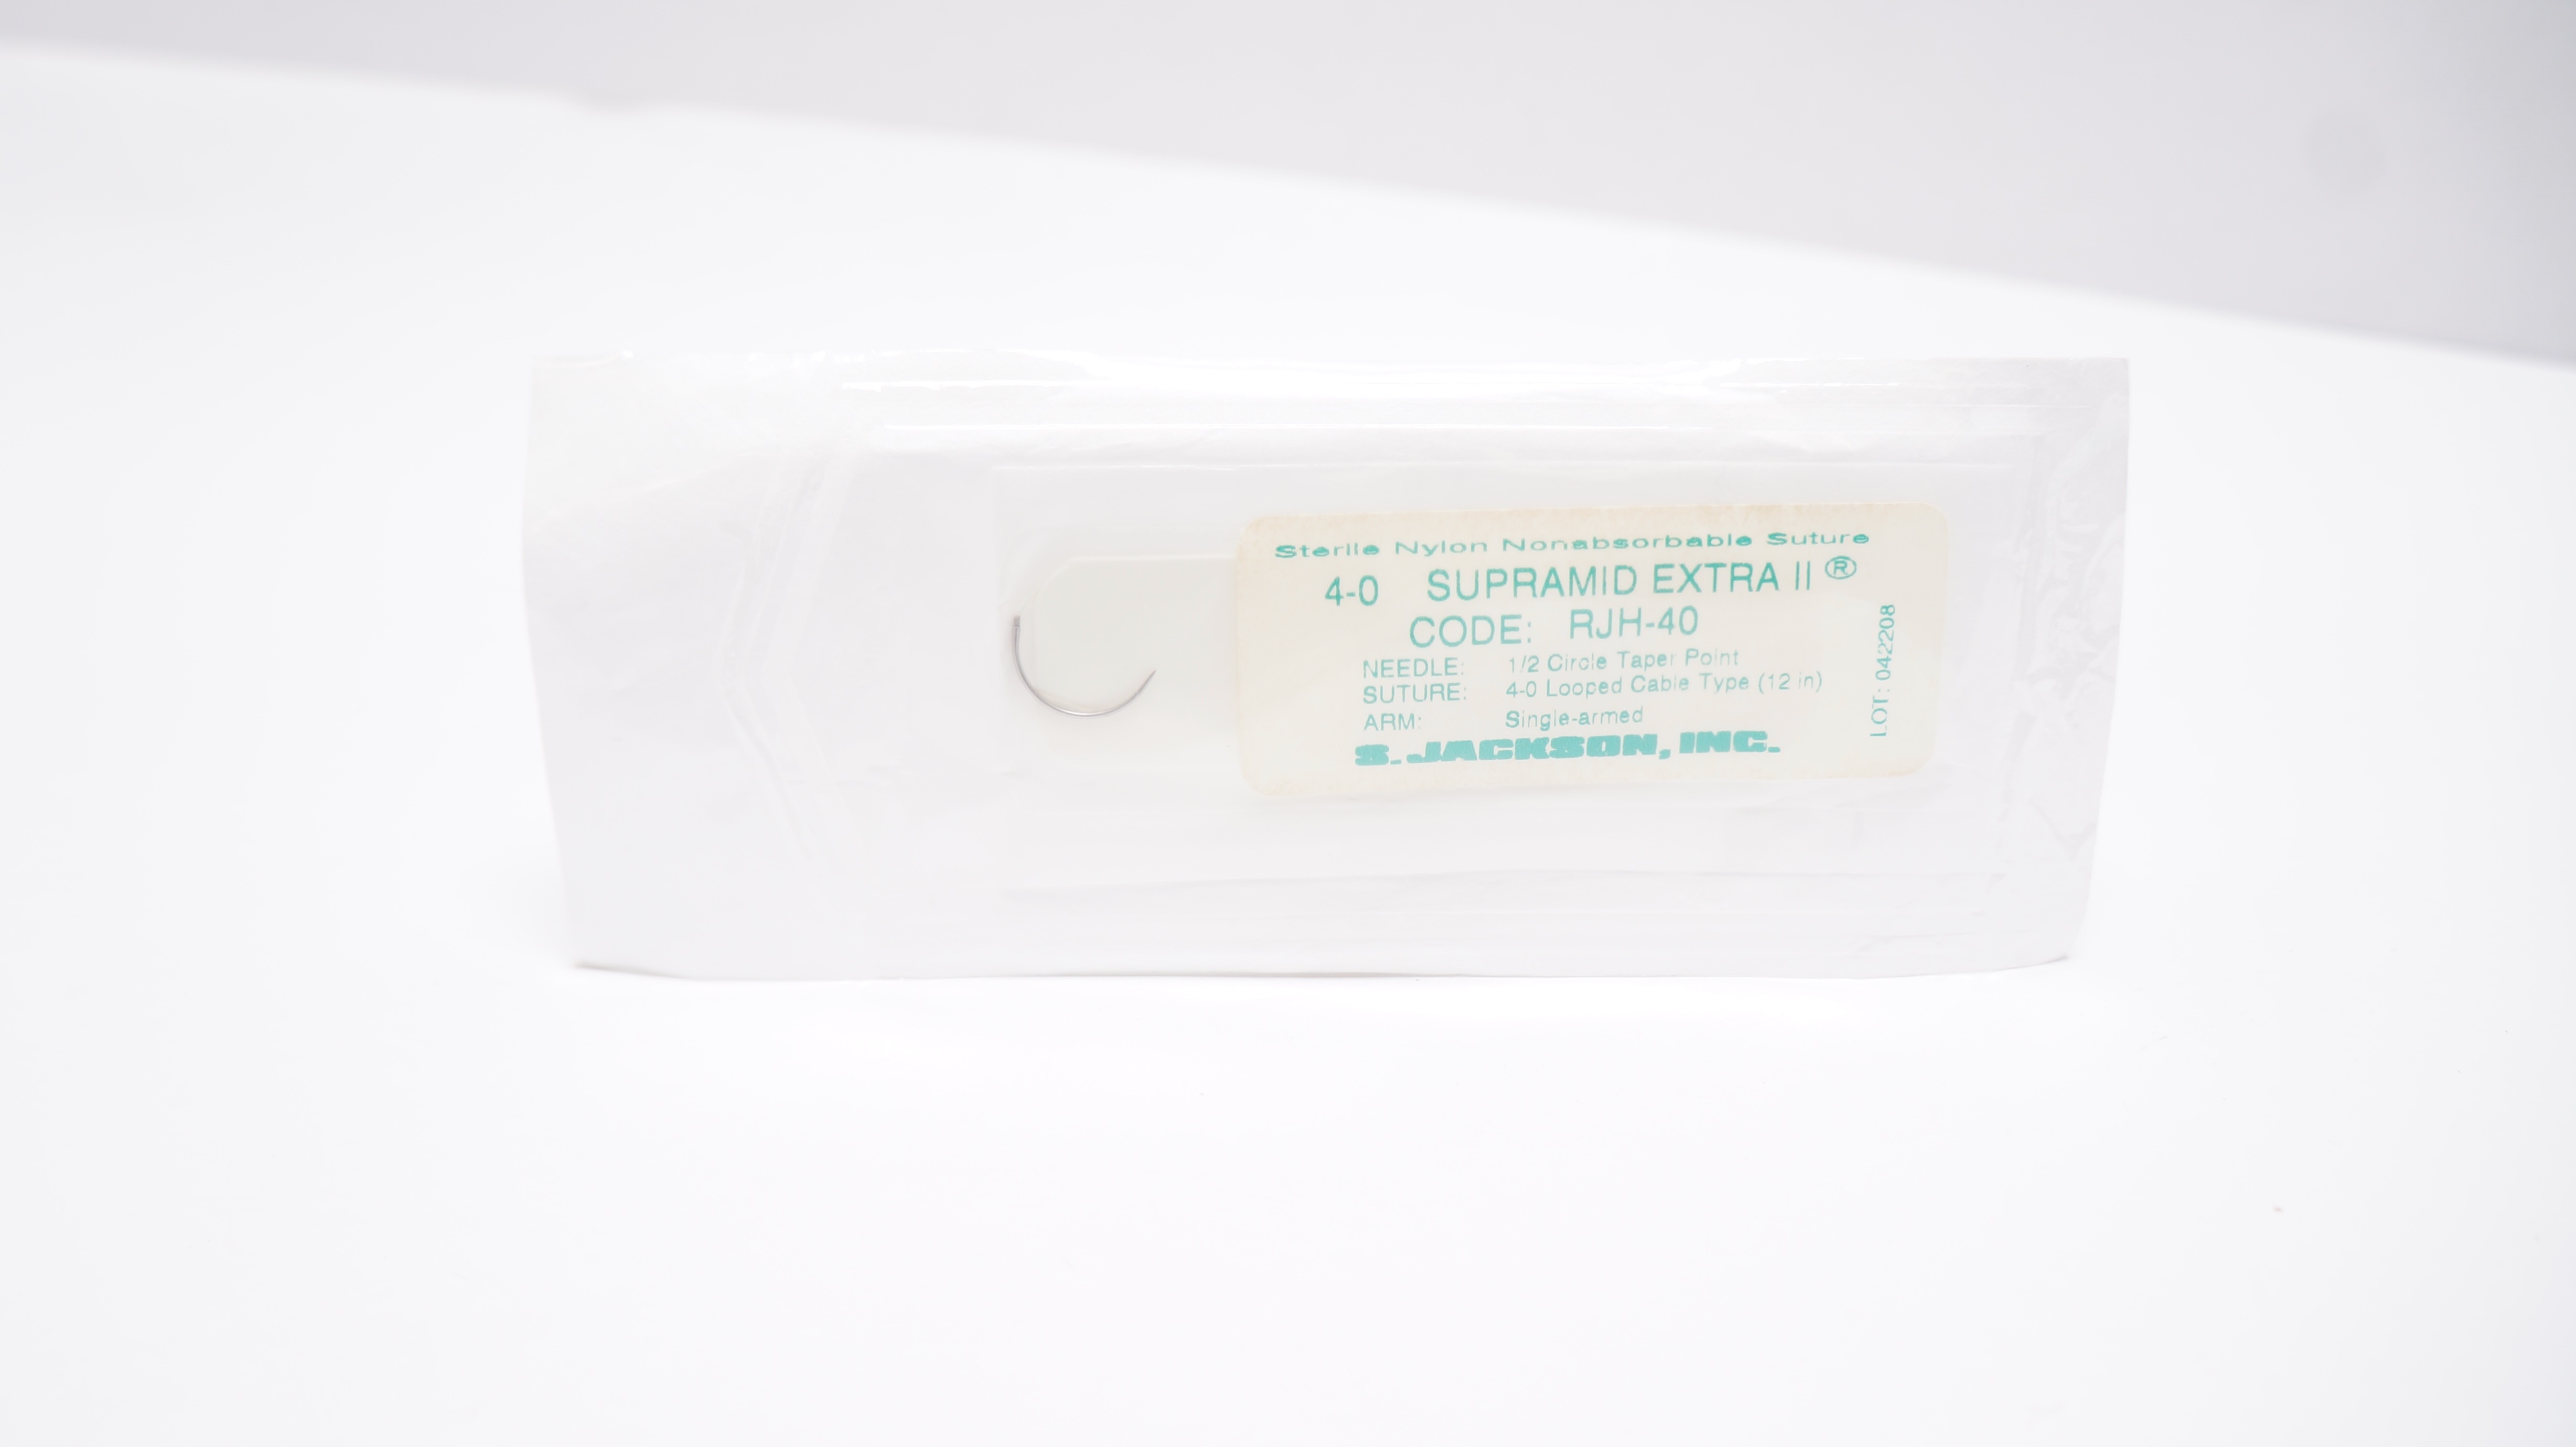 Sterile Nylon Nonabsorbable Suture
4-0 SUPRAMID EXTRA II ®
CODE: RJH-40
NEEDLE: 1/2 Circle Taper Point
SUTURE: 4-0 Looped Cable Type (12 in)
ARM: Single-armed
S. JACKSON, INC.
LOT: 042208